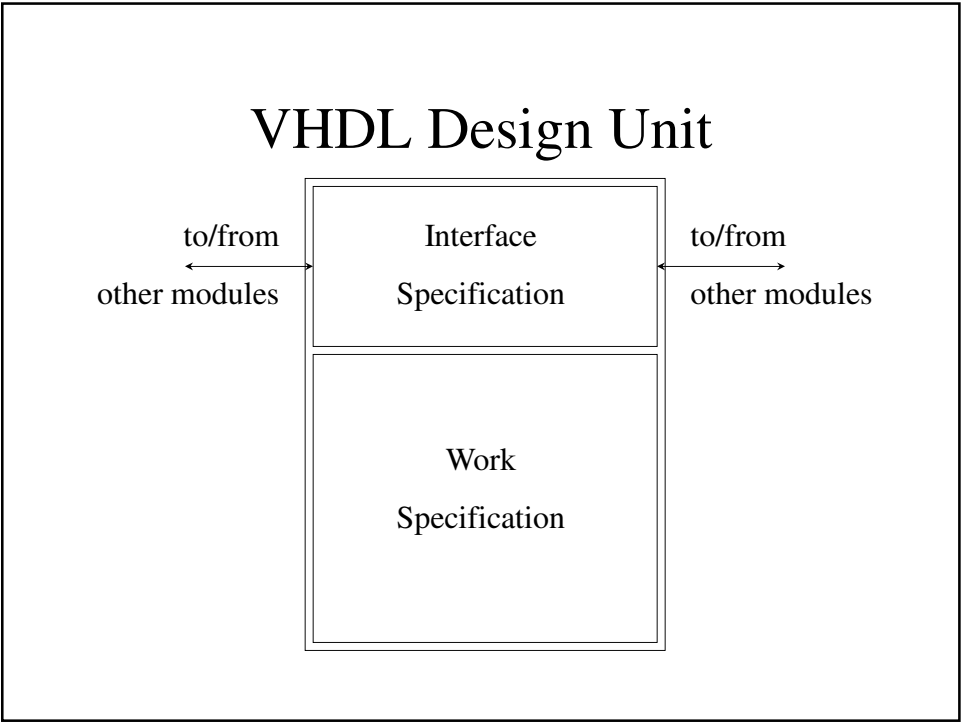 VHDL Design Unit
to/from
other modules
Interface
Specification
to/from
other modules
Work
Specification